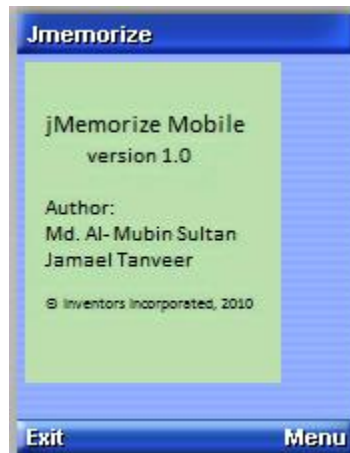 Jmemorize
jMemorize Mobile
version 1.0
Author:
Md. Al- Mubin Sultan
Jamael Tanveer
© Inventors Incorporated, 2010
Exit Menu